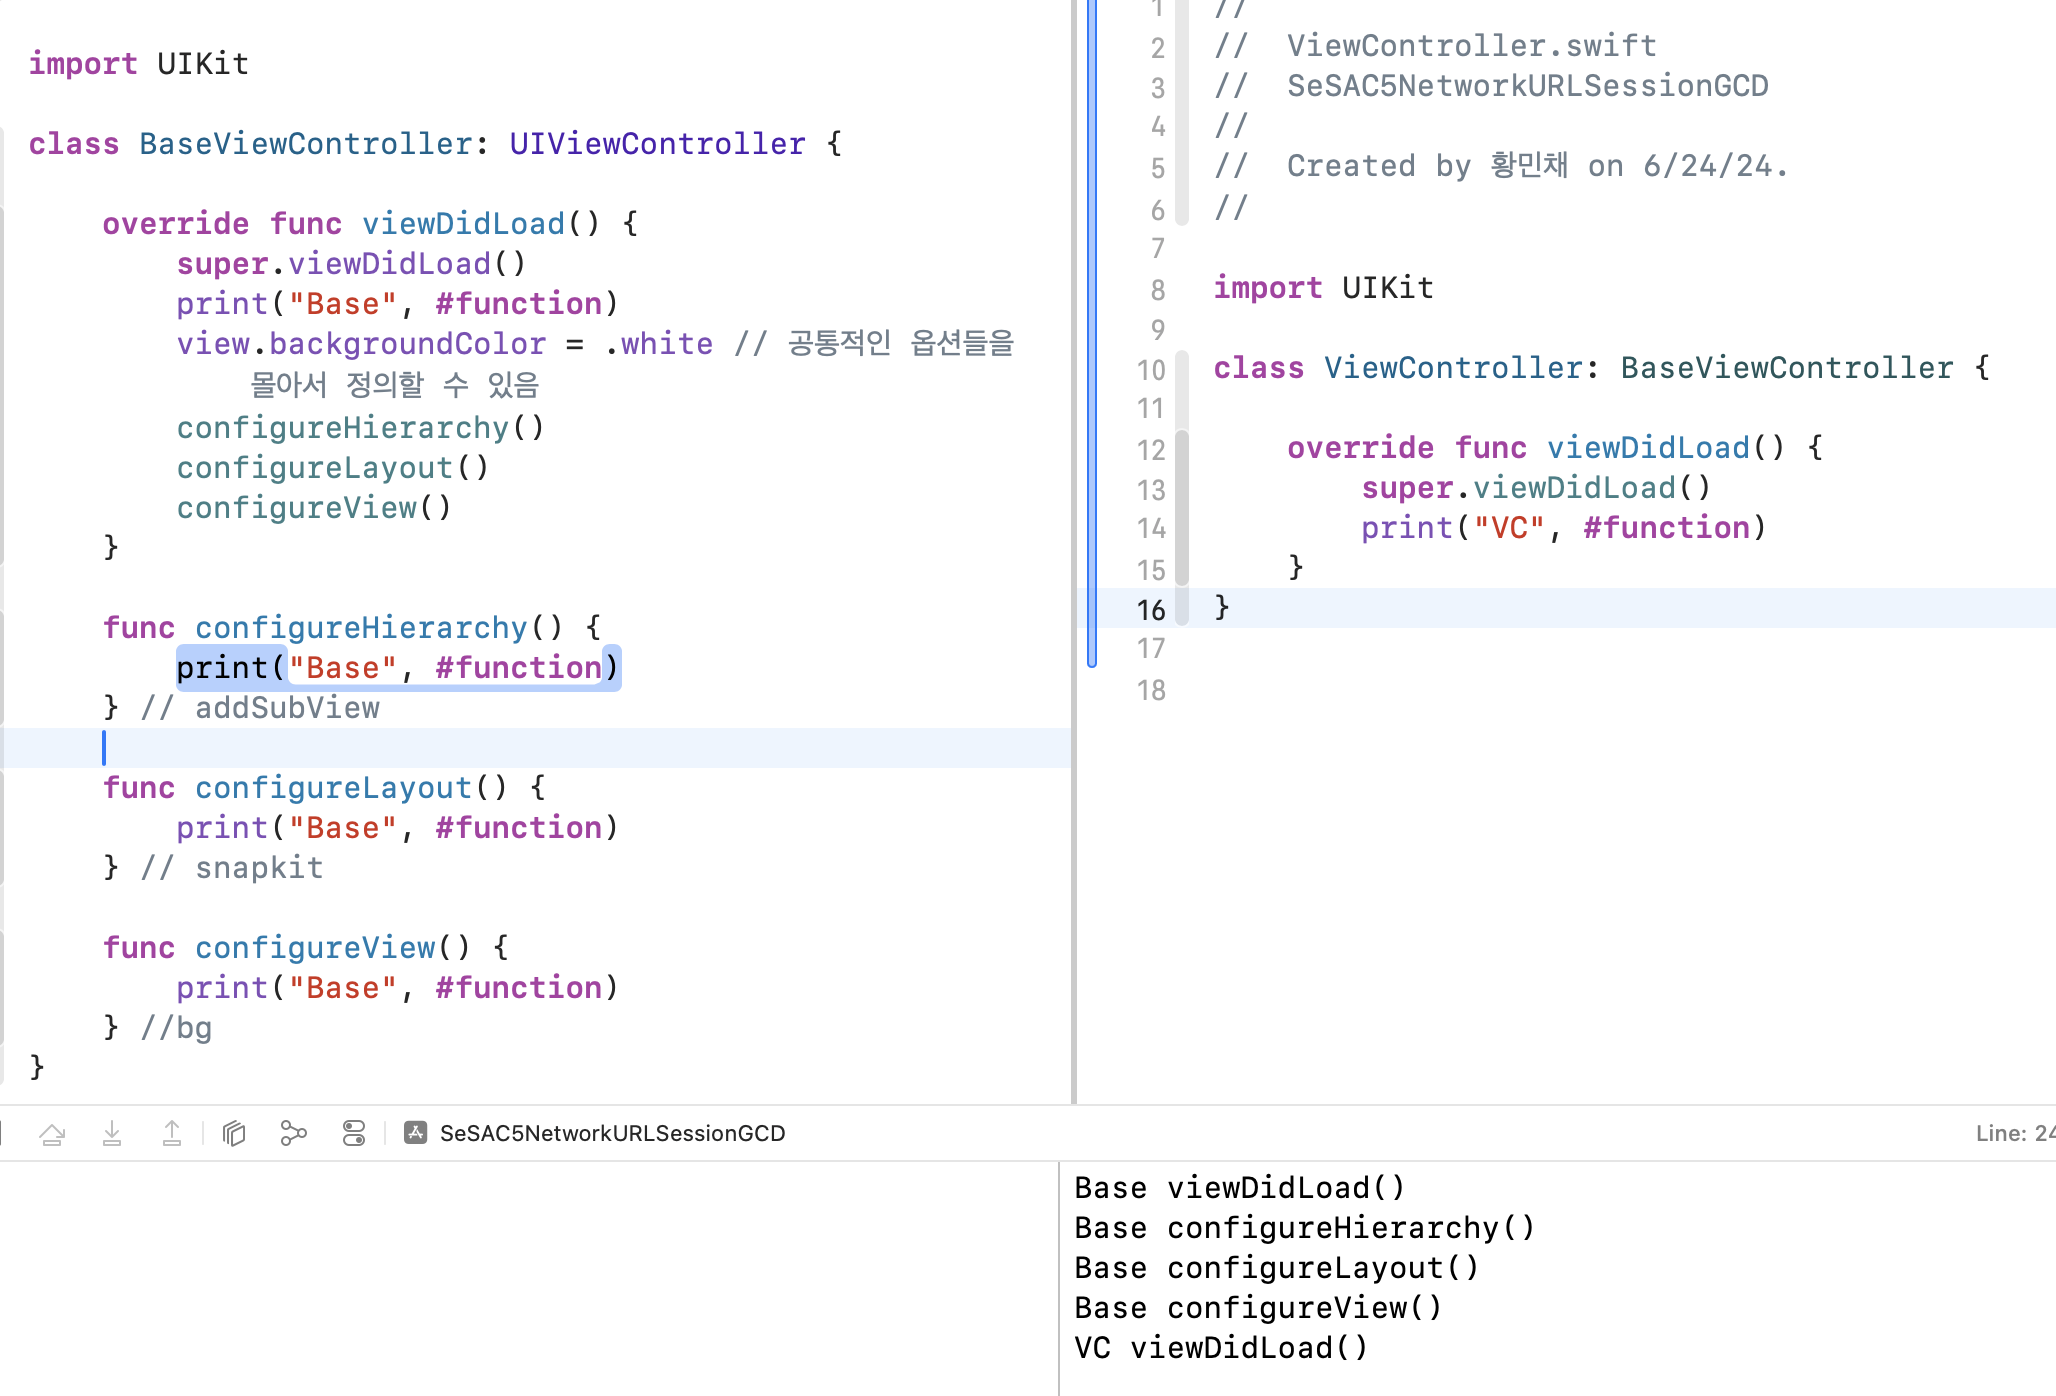 import UIKit
class BaseViewController: UIViewController {
override func viewDidLoad() {
super.viewDidLoad()
print("Base", #function)
view.backgroundColor = .white // 공통적인 옵션들을
몰아서 정의할 수 있음
configureHierarchy()
configureLayout()
configureView()
}
func configureHierarchy() {
print("Base", #function)
} // addSubView
func configureLayout() {
print("Base", #function)
} // snapkit
func configureView() {
print("Base", #function)
} //bg
}
1 //
2 // ViewController.swift
3 // SeSAC5NetworkURLSessionGCD
4 //
5 // Created by 황민채 on 6/24/24.
6 //
7
8 import UIKit
9
10 class ViewController: BaseViewController {
11
12 override func viewDidLoad() {
13 super.viewDidLoad()
14 print("VC", #function)
15 }
16 }
17
18
SeSAC5NetworkURLSessionGCD
Line: 24
Base viewDidLoad()
Base configureHierarchy()
Base configureLayout()
Base configureView()
VC viewDidLoad()